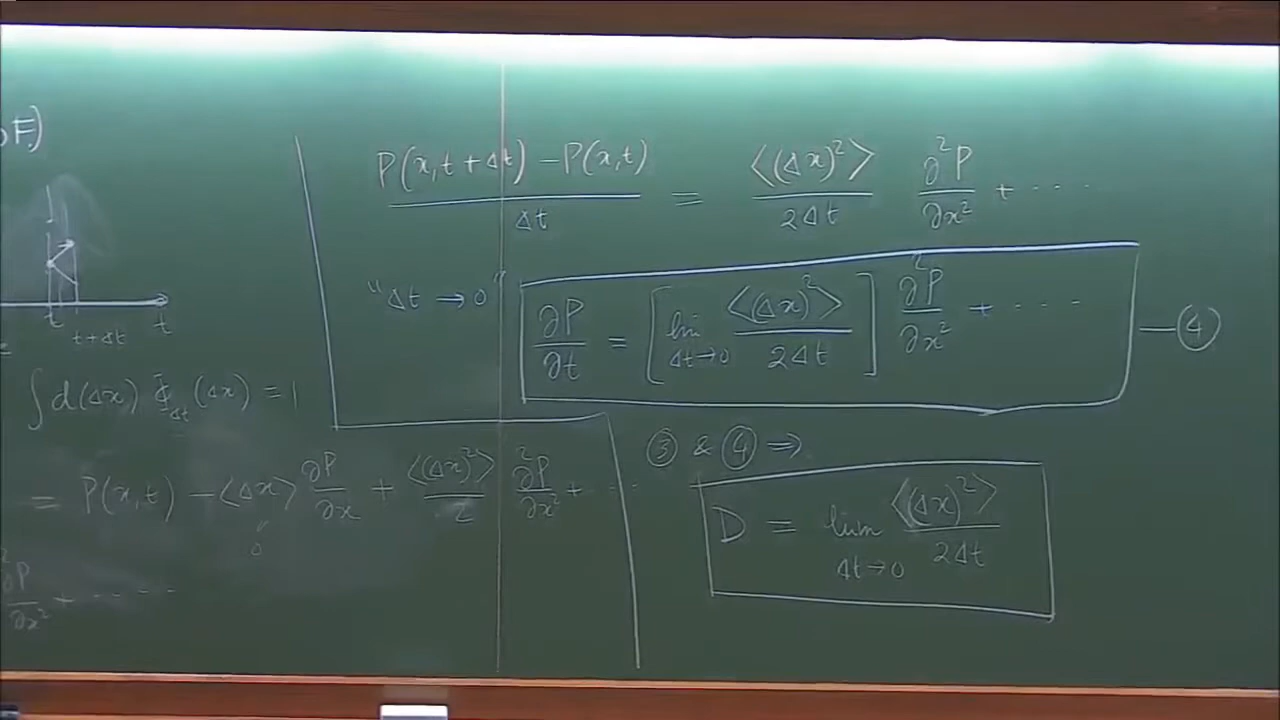 F.)
t
t+Δt
t
∫ d(Δx) Φ_Δt (Δx) = 1
= P(x,t) - <Δx> ∂P/∂x + <(Δx)²>/2 ∂²P/∂x² + ...
"
0
∂²P/∂x² + ....
(P(x,t+Δt) - P(x,t))/Δt = <(Δx)²>/2Δt ∂²P/∂x² + ....
"Δt → 0"
∂P/∂t = [lim Δt→0 <(Δx)²>/2Δt] ∂²P/∂x² + .... — ④
③ & ④ ⇒
D = lim Δt→0 <(Δx)²>/2Δt